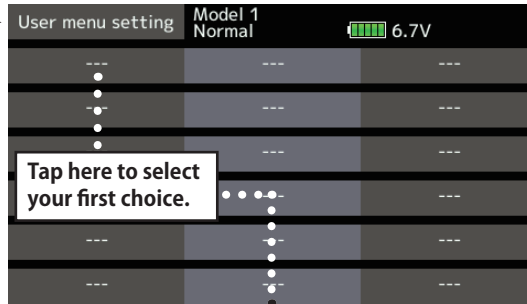 User menu setting
Model 1
Normal
6.7V
--- --- ---
--- --- ---
--- ---
Tap here to select
your first choice.
--- ---
--- --- ---
--- --- ---